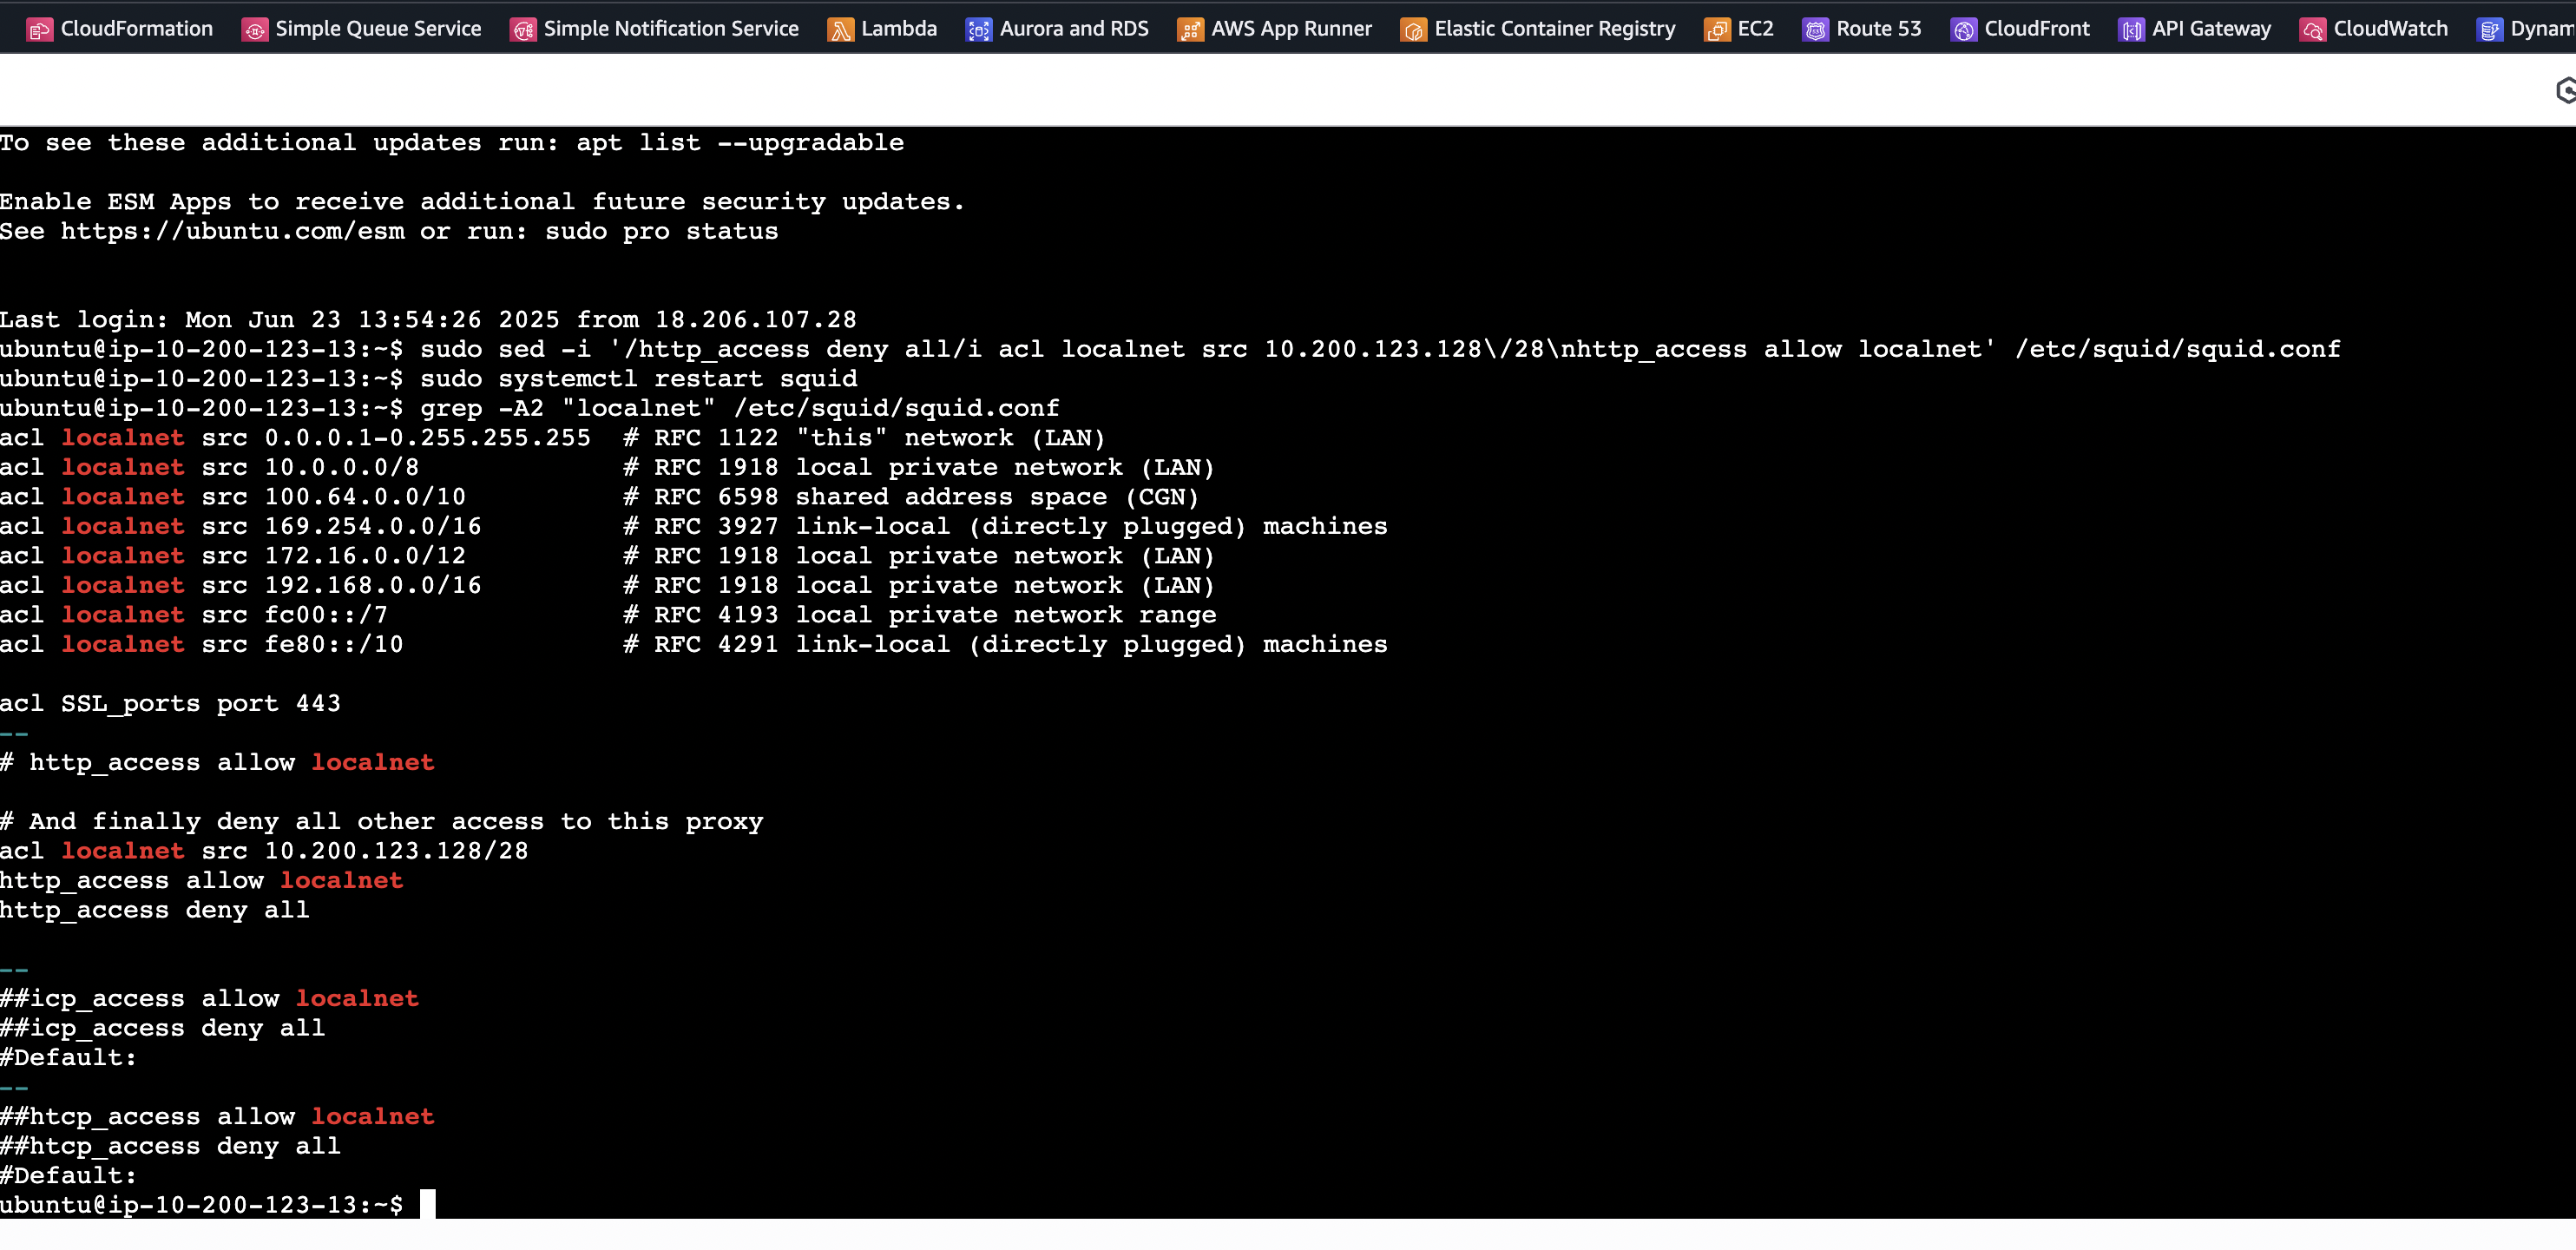 CloudFormation Simple Queue Service Simple Notification Service Lambda Aurora and RDS AWS App Runner Elastic Container Registry EC2 Route 53 CloudFront API Gateway CloudWatch Dynam
To see these additional updates run: apt list --upgradable
Enable ESM Apps to receive additional future security updates.
See https://ubuntu.com/esm or run: sudo pro status
Last login: Mon Jun 23 13:54:26 2025 from 18.206.107.28
ubuntu@ip-10-200-123-13:~$ sudo sed -i '/http_access deny all/i acl localnet src 10.200.123.128\/28\nhttp_access allow localnet' /etc/squid/squid.conf
ubuntu@ip-10-200-123-13:~$ sudo systemctl restart squid
ubuntu@ip-10-200-123-13:~$ grep -A2 "localnet" /etc/squid/squid.conf
acl localnet src 0.0.0.1-0.255.255.255  # RFC 1122 "this" network (LAN)
acl localnet src 10.0.0.0/8             # RFC 1918 local private network (LAN)
acl localnet src 100.64.0.0/10          # RFC 6598 shared address space (CGN)
acl localnet src 169.254.0.0/16         # RFC 3927 link-local (directly plugged) machines
acl localnet src 172.16.0.0/12          # RFC 1918 local private network (LAN)
acl localnet src 192.168.0.0/16         # RFC 1918 local private network (LAN)
acl localnet src fc00::/7               # RFC 4193 local private network range
acl localnet src fe80::/10              # RFC 4291 link-local (directly plugged) machines
acl SSL_ports port 443
--
# http_access allow localnet
# And finally deny all other access to this proxy
acl localnet src 10.200.123.128/28
http_access allow localnet
http_access deny all
--
##icp_access allow localnet
##icp_access deny all
#Default:
--
##htcp_access allow localnet
##htcp_access deny all
#Default:
ubuntu@ip-10-200-123-13:~$